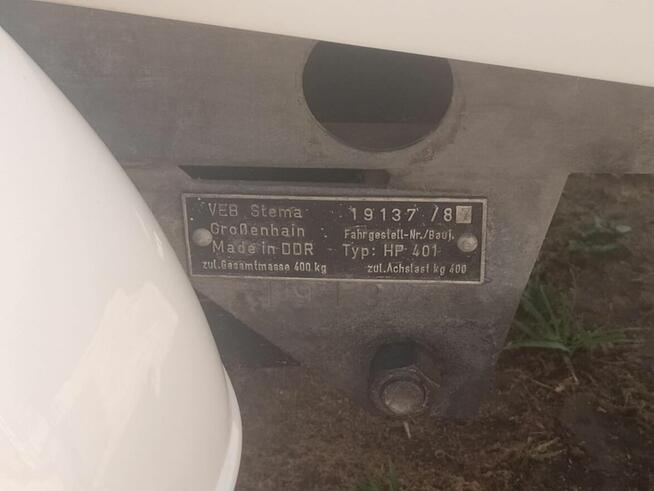 VEB Stema 19137 /8
Großenhain Fahrgestell-Nr./Bauj.
Made in DDR Typ: HP 401
zul.Gesamtmasse 400 kg zul.Achslast kg 400